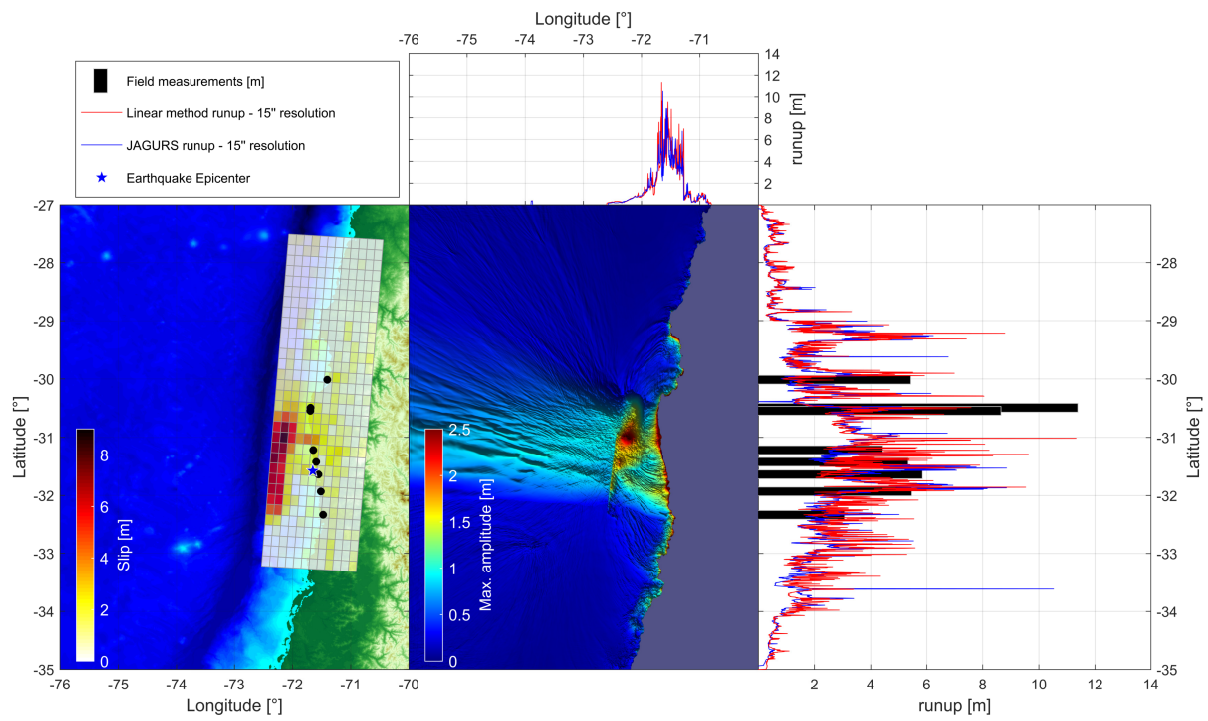 Longitude [°]
-76 -75 -74 -73 -72 -71
14
12
10
8
6
4
2
runup [m]
Field measurements [m]
Linear method runup - 15" resolution
JAGURS runup - 15" resolution
Earthquake Epicenter
-27
-28
-29
-30
-31
-32
-33
-34
-35
Latitude [°]
8
6
4
2
0
Slip [m]
-76 -75 -74 -73 -72 -71 -70
Longitude [°]
2.5
2
1.5
1
0.5
0
Max. amplitude [m]
-28
-29
-30
-31
-32
-33
-34
-35
Latitude [°]
2 4 6 8 10 12 14
runup [m]